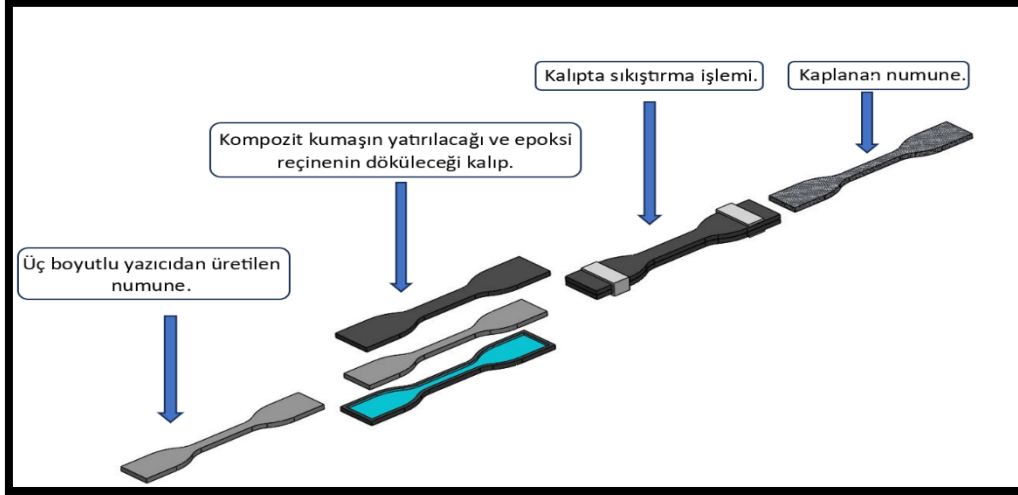 Üç boyutlu yazıcıdan üretilen
numune.
Kompozit kumaşın yatırılacağı ve epoksi
reçinenin döküleceği kalıp.
Kalıpta sıkıştırma işlemi.
Kaplanan numune.